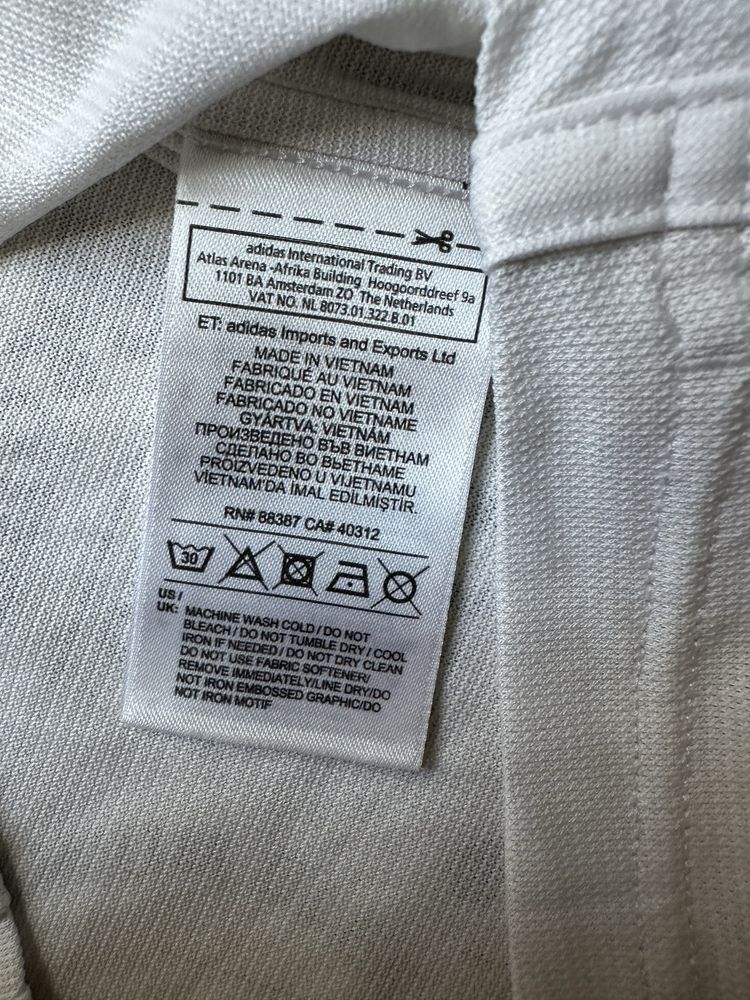 adidas International Trading BV
Atlas Arena -Afrika Building Hoogoorddreef 9a
1101 BA Amsterdam ZO The Netherlands
VAT NO. NL 8073.01.322.B.01
ET: adidas Imports and Exports Ltd
MADE IN VIETNAM
FABRIQUÉ AU VIETNAM
FABRICADO EN VIETNAM
FABRICADO NO VIETNAME
GYÁRTVA: VIETNÁM
ПРОИЗВЕДЕНО ВЪВ ВИЕТНАМ
СДЕЛАНО ВО ВЬЕТНАМЕ
PROIZVEDENO U VIJETNAMU
VIETNAM'DA IMAL EDİLMİŞTİR.
RN# 88387 CA# 40312
30
US /
UK: MACHINE WASH COLD / DO NOT
BLEACH / DO NOT TUMBLE DRY / COOL
IRON IF NEEDED / DO NOT DRY CLEAN
DO NOT USE FABRIC SOFTENER/
REMOVE IMMEDIATELY/LINE DRY/DO
NOT IRON EMBOSSED GRAPHIC/DO
NOT IRON MOTIF